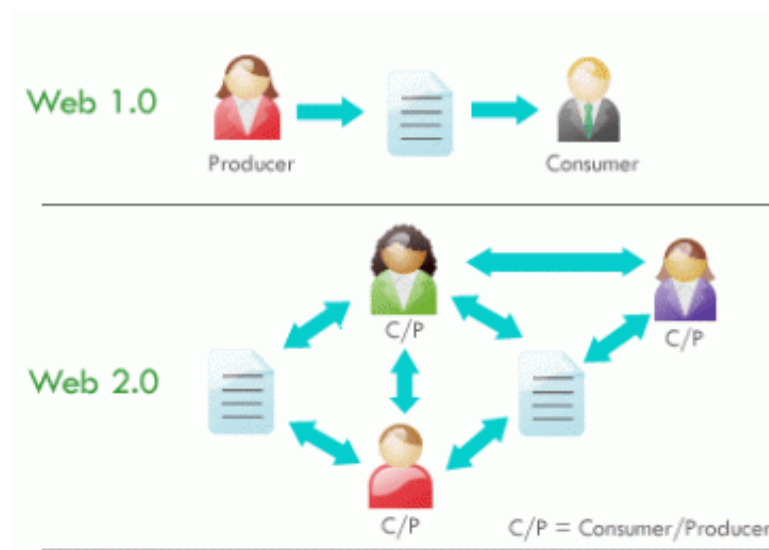 Web 1.0
Producer
Consumer
C/P
C/P
Web 2.0
C/P
C/P = Consumer/Producer